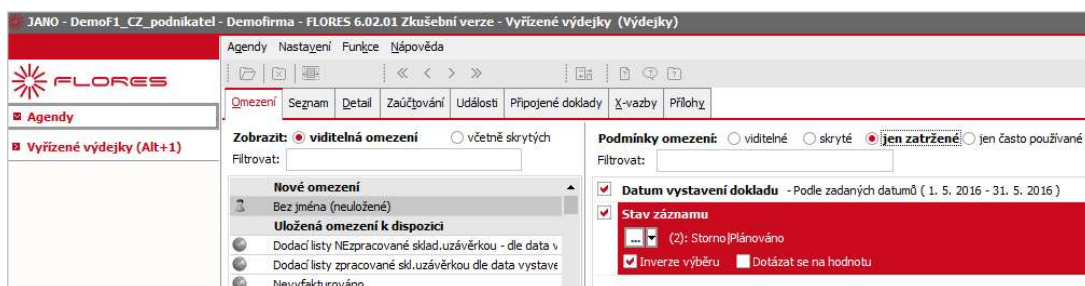 JANO - DemoF1_CZ_podnikatel - Demofirma - FLORES 6.02.01 Zkušební verze - Vyřízené výdejky (Výdejky)
Agendy Nastavení Funkce Nápověda
FLORES
Omezení Seznam Detail Zaúčtování Události Připojené doklady X-vazby Přílohy
Agendy
Vyřízené výdejky (Alt+1)
Zobrazit: viditelná omezení včetně skrytých
Filtrovat:
Nové omezení
Bez jména (neuložené)
Uložená omezení k dispozici
Dodací listy NEzpracované sklad.uzávěrkou - dle data v
Dodací listy zpracované skl.uzávěrkou dle data vystave
Nevyfakturováno
Podmínky omezení: viditelné skryté jen zatržené jen často používané
Filtrovat:
Datum vystavení dokladu - Podle zadaných datumů ( 1. 5. 2016 - 31. 5. 2016 )
Stav záznamu
... (2): Storno|Plánováno
Inverze výběru Dotázat se na hodnotu